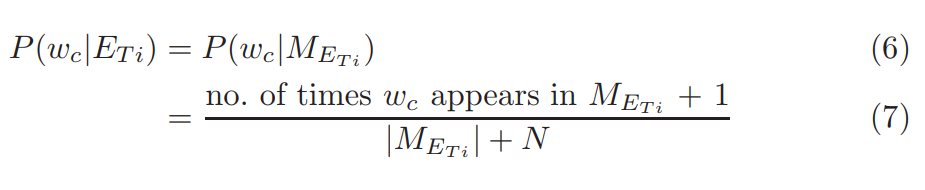 P(w_c|E_{Ti}) = P(w_c|M_{E_{Ti}}) (6)
= \frac{no. of times w_c appears in M_{E_{Ti}} + 1}{|M_{E_{Ti}}| + N} (7)